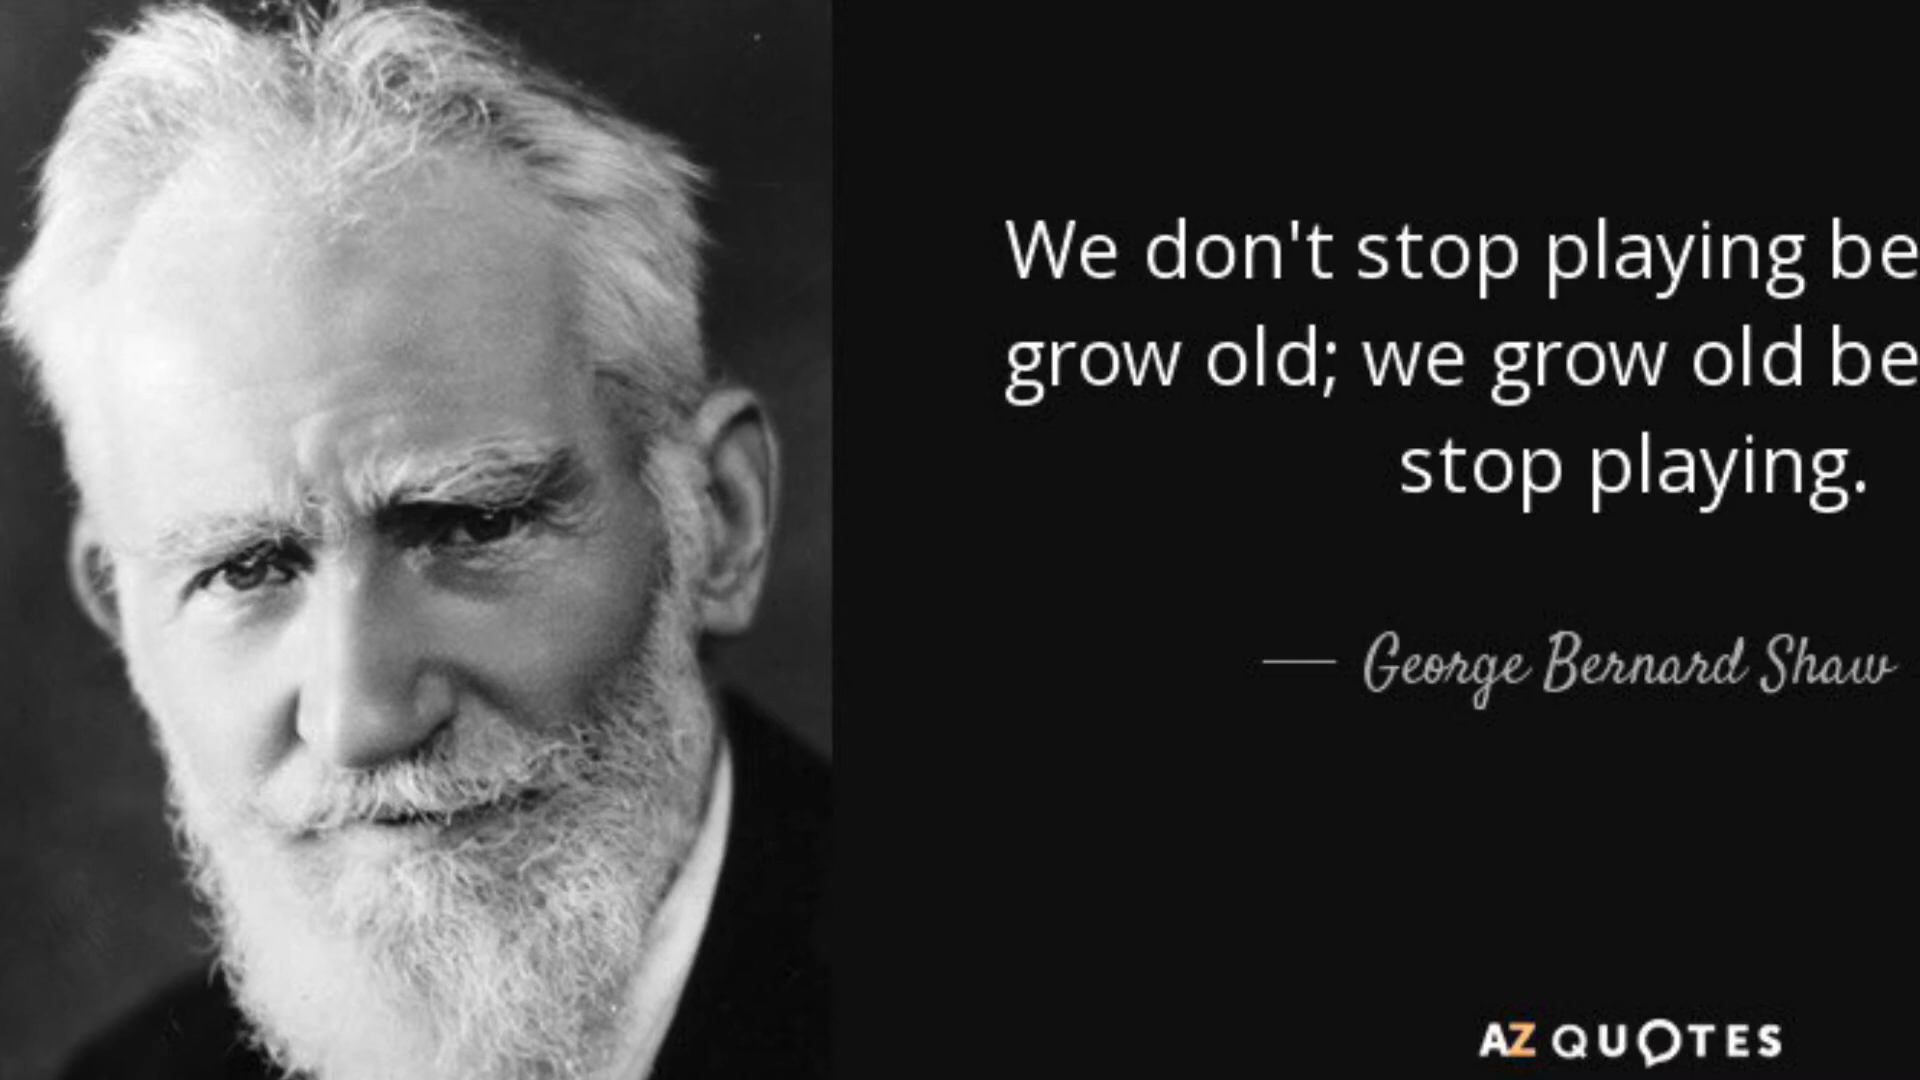 We don't stop playing be
grow old; we grow old be
stop playing.
— George Bernard Shaw
AZ QUOTES